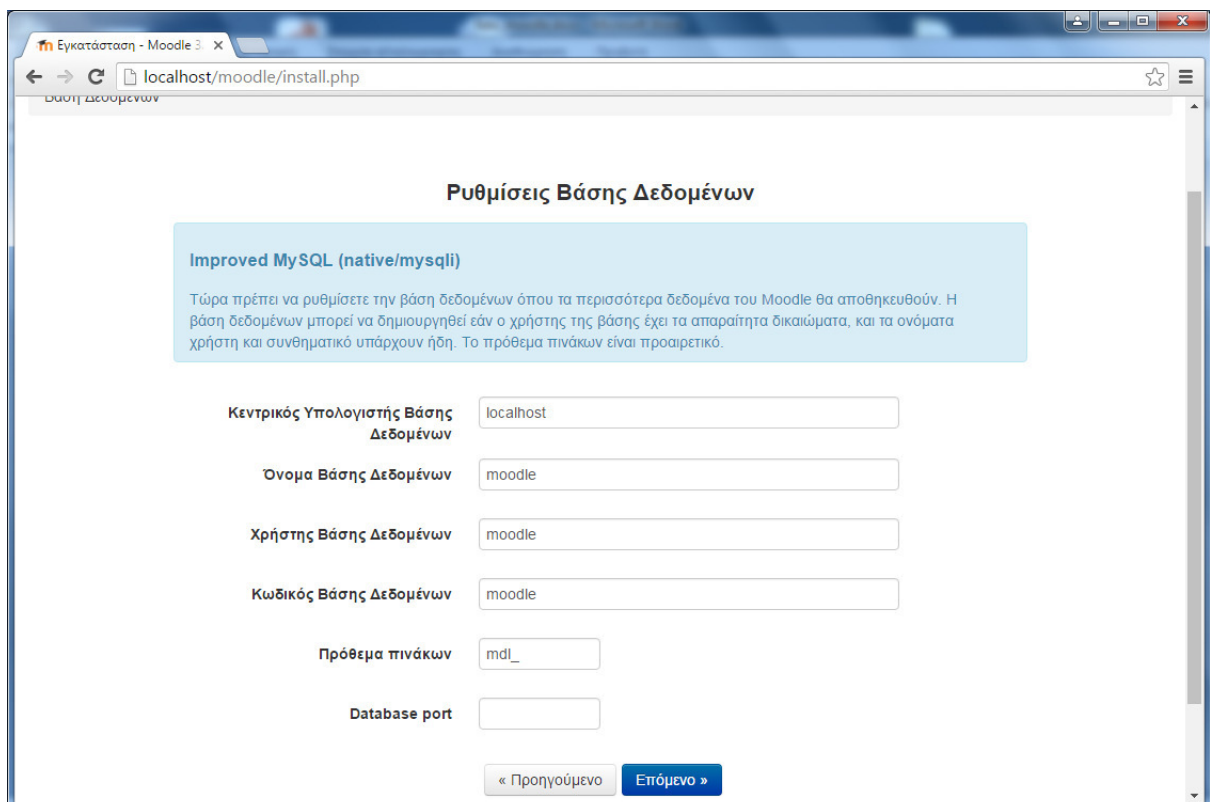 Εγκατάσταση - Moodle 3
localhost/moodle/install.php
Βάση Δεδομένων
Ρυθμίσεις Βάσης Δεδομένων
Improved MySQL (native/mysqli)
Τώρα πρέπει να ρυθμίσετε την βάση δεδομένων όπου τα περισσότερα δεδομένα του Moodle θα αποθηκευθούν. Η
βάση δεδομένων μπορεί να δημιουργηθεί εάν ο χρήστης της βάσης έχει τα απαραίτητα δικαιώματα, και τα ονόματα
χρήστη και συνθηματικό υπάρχουν ήδη. Το πρόθεμα πινάκων είναι προαιρετικό.
Κεντρικός Υπολογιστής Βάσης
Δεδομένων
localhost
Όνομα Βάσης Δεδομένων moodle
Χρήστης Βάσης Δεδομένων moodle
Κωδικός Βάσης Δεδομένων moodle
Πρόθεμα πινάκων mdl_
Database port
« Προηγούμενο Επόμενο »